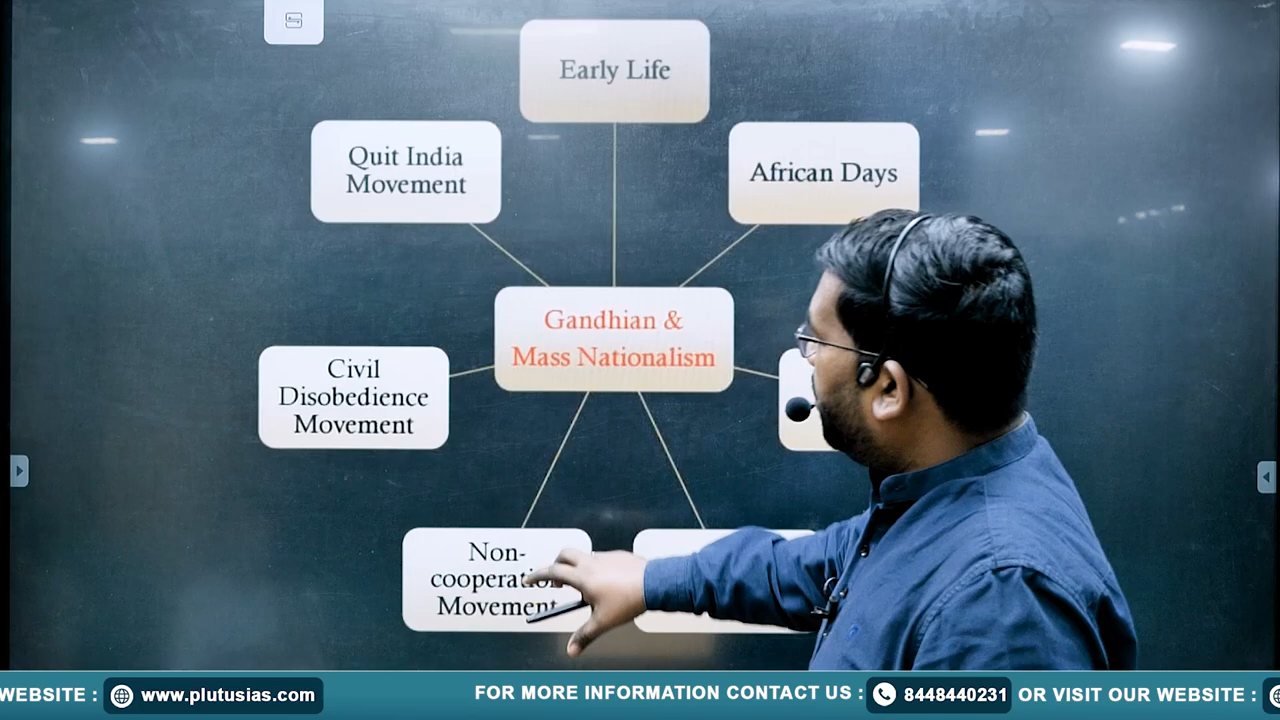 Early Life
Quit India
Movement
African Days
Gandhian &
Mass Nationalism
Civil
Disobedience
Movement
Non-
cooperation
Movement
WEBSITE :
www.plutusias.com
FOR MORE INFORMATION CONTACT US :
8448440231
OR VISIT OUR WEBSITE :